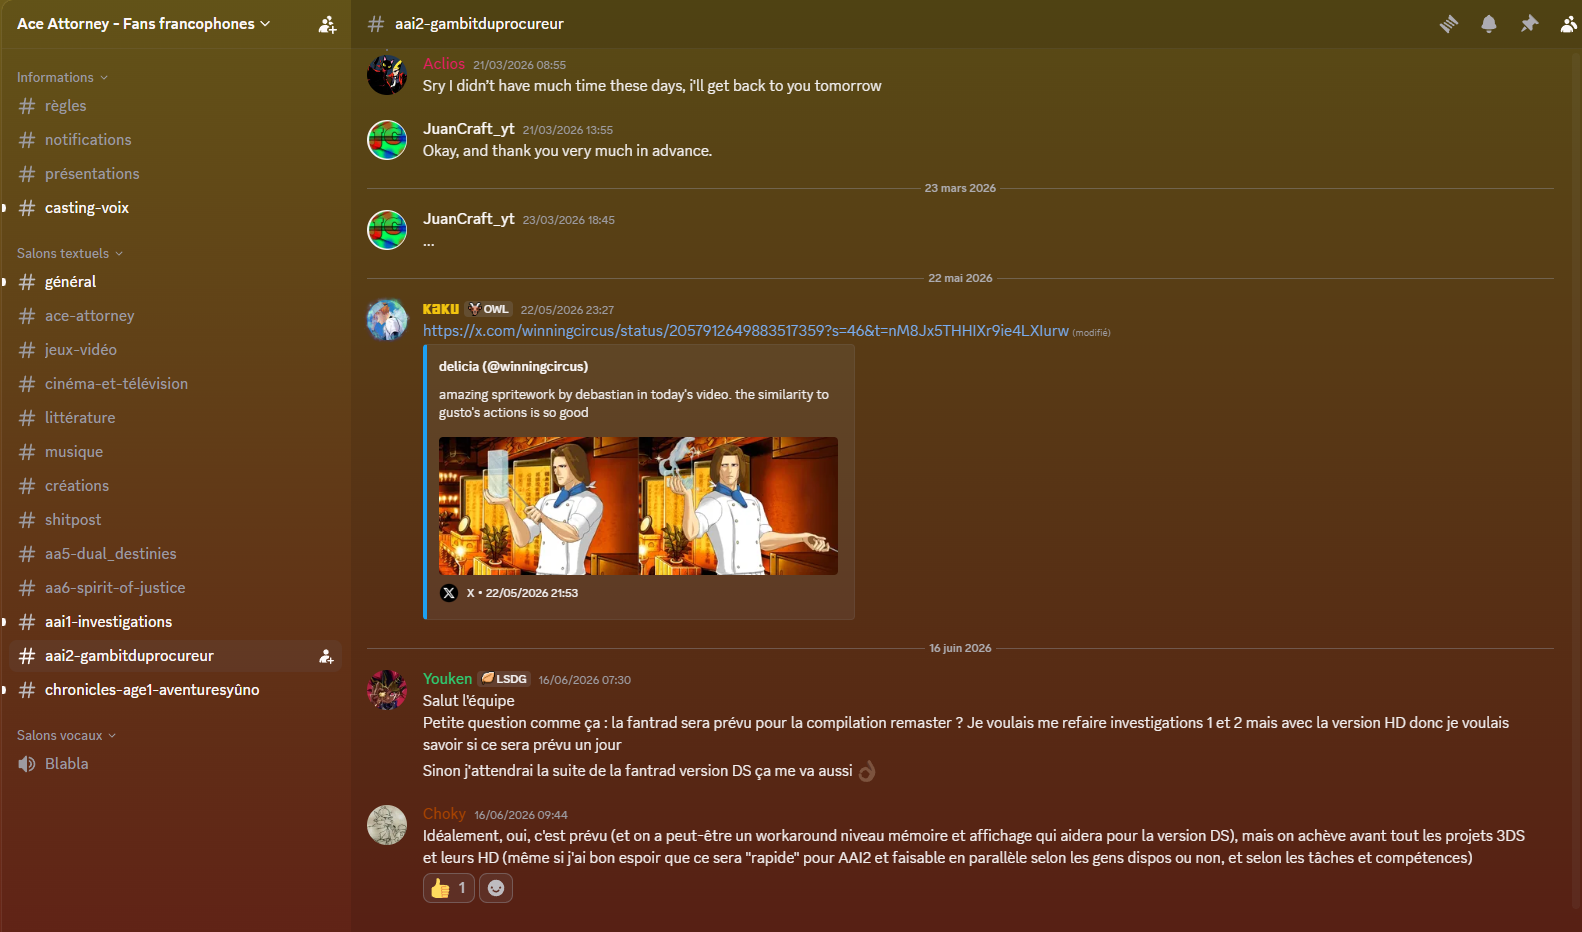 Ace Attorney - Fans francophones
Informations
règles
notifications
présentations
casting-voix
Salons textuels
général
ace-attorney
jeux-vidéo
cinéma-et-télévision
littérature
musique
créations
shitpost
aa5-dual_destinies
aa6-spirit-of-justice
aai1-investigations
aai2-gambitduprocureur
chronicles-age1-aventuresyûno
Salons vocaux
Blabla
aai2-gambitduprocureur
Aclios 21/03/2026 08:55
Sry I didn't have much time these days, i'll get back to you tomorrow
JuanCraft_yt 21/03/2026 13:55
Okay, and thank you very much in advance.
23 mars 2026
JuanCraft_yt 23/03/2026 18:45
...
22 mai 2026
Kaku OWL 22/05/2026 23:27
https://x.com/winningcircus/status/2057912649883517359?s=46&t=nM8Jx5THHIXr9ie4LXIurw (modifié)
delicia (@winningcircus)
amazing spritework by debastian in today's video. the similarity to
gusto's actions is so good
X • 22/05/2026 21:53
16 juin 2026
Youken LSDG 16/06/2026 07:30
Salut l'équipe
Petite question comme ça : la fantrad sera prévu pour la compilation remaster ? Je voulais me refaire investigations 1 et 2 mais avec la version HD donc je voulais
savoir si ce sera prévu un jour
Sinon j'attendrai la suite de la fantrad version DS ça me va aussi 👌🏿
Choky 16/06/2026 09:44
Idéalement, oui, c'est prévu (et on a peut-être un workaround niveau mémoire et affichage qui aidera pour la version DS), mais on achève avant tout les projets 3DS
et leurs HD (même si j'ai bon espoir que ce sera "rapide" pour AAI2 et faisable en parallèle selon les gens dispos ou non, et selon les tâches et compétences)
👍 1